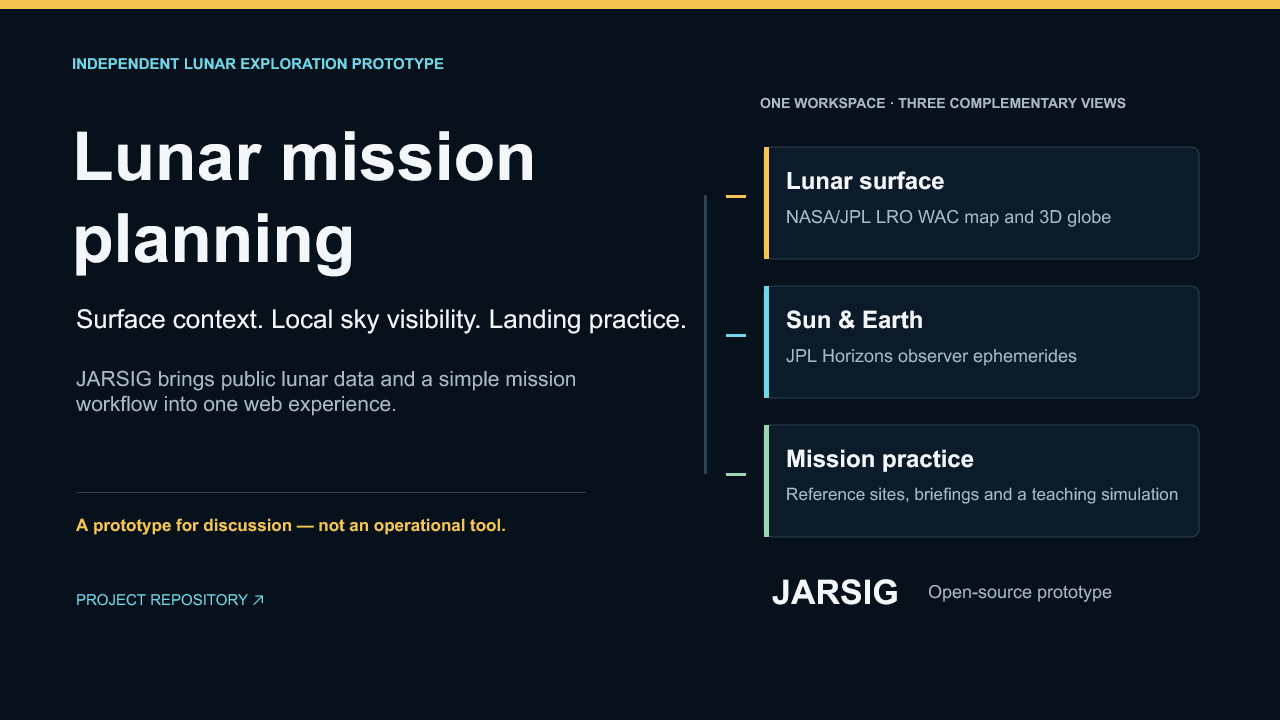 INDEPENDENT LUNAR EXPLORATION PROTOTYPE
Lunar mission
planning
Surface context. Local sky visibility. Landing practice.
JARSIG brings public lunar data and a simple mission
workflow into one web experience.
A prototype for discussion — not an operational tool.
PROJECT REPOSITORY ↗
ONE WORKSPACE · THREE COMPLEMENTARY VIEWS
Lunar surface
NASA/JPL LRO WAC map and 3D globe
Sun & Earth
JPL Horizons observer ephemerides
Mission practice
Reference sites, briefings and a teaching simulation
JARSIG Open-source prototype